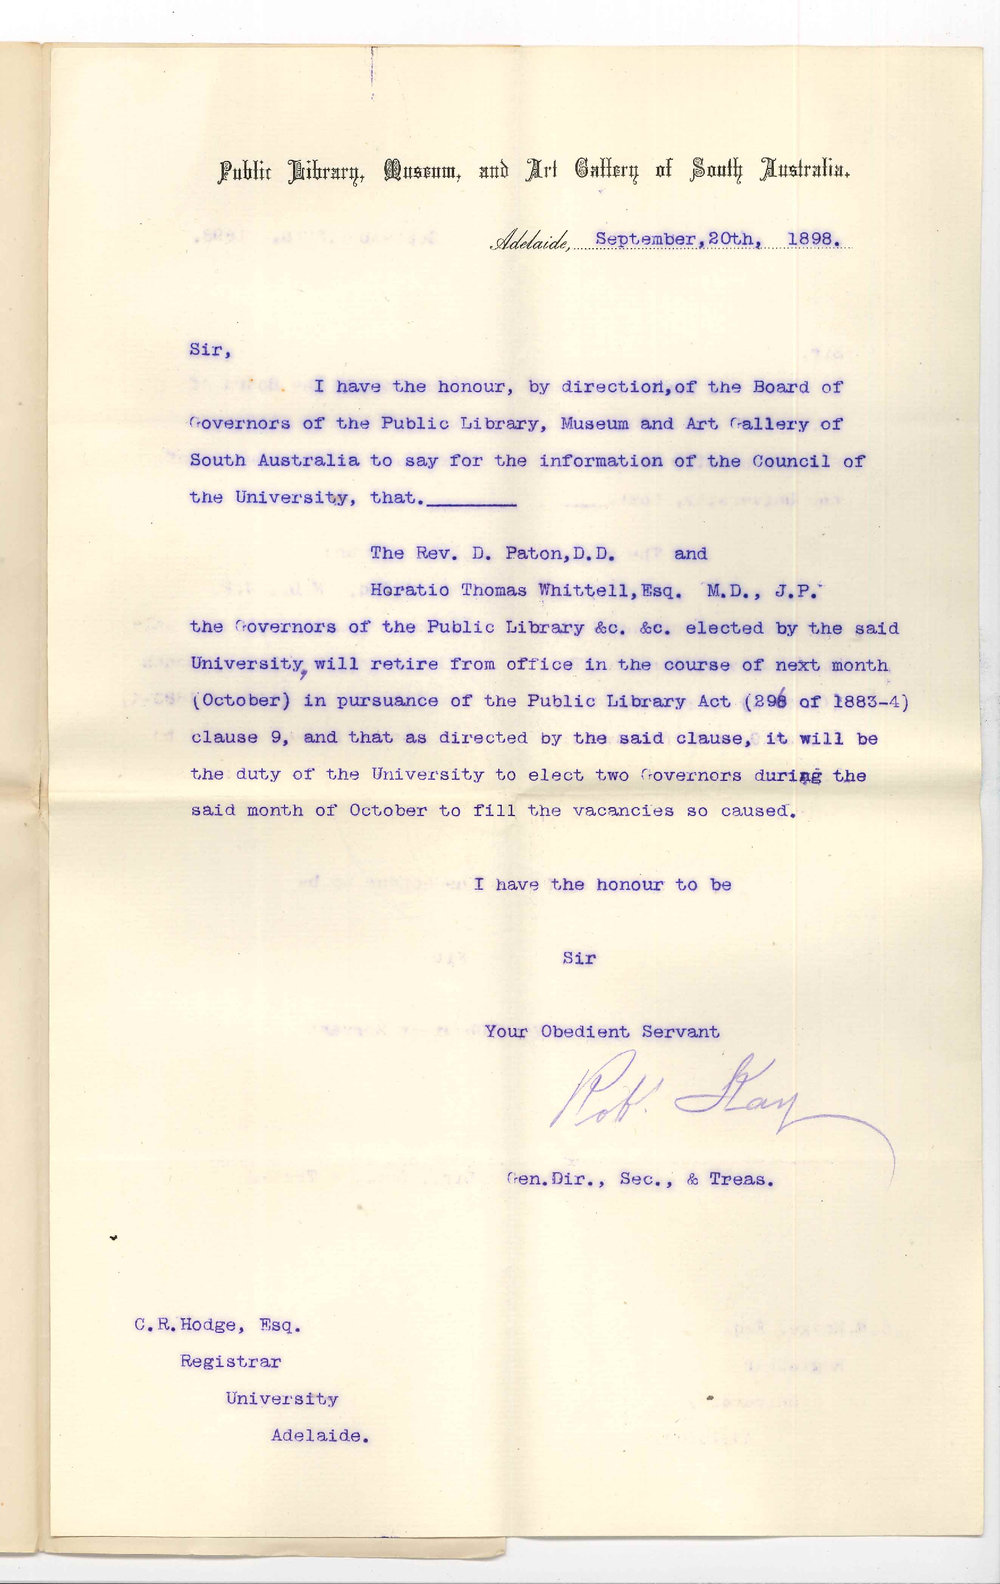 Public Library, Museum, and Art Gallery of South Australia.
Adelaide, September,20th, 1898.
Sir,
I have the honour, by direction,of the Board of
Governors of the Public Library, Museum and Art Gallery of
South Australia to say for the information of the Council of
the University, that.
The Rev. D. Paton,D.D. and
Horatio Thomas Whittell,Esq. M.D., J.P.
the Governors of the Public Library &c. &c. elected by the said
University, will retire from office in the course of next month
(October) in pursuance of the Public Library Act (296 of 1883-4)
clause 9, and that as directed by the said clause, it will be
the duty of the University to elect two Governors during the
said month of October to fill the vacancies so caused.
I have the honour to be
Sir
Your Obedient Servant
Robt. Kay
Gen.Dir., Sec., & Treas.
C.R.Hodge, Esq.
Registrar
University
Adelaide.